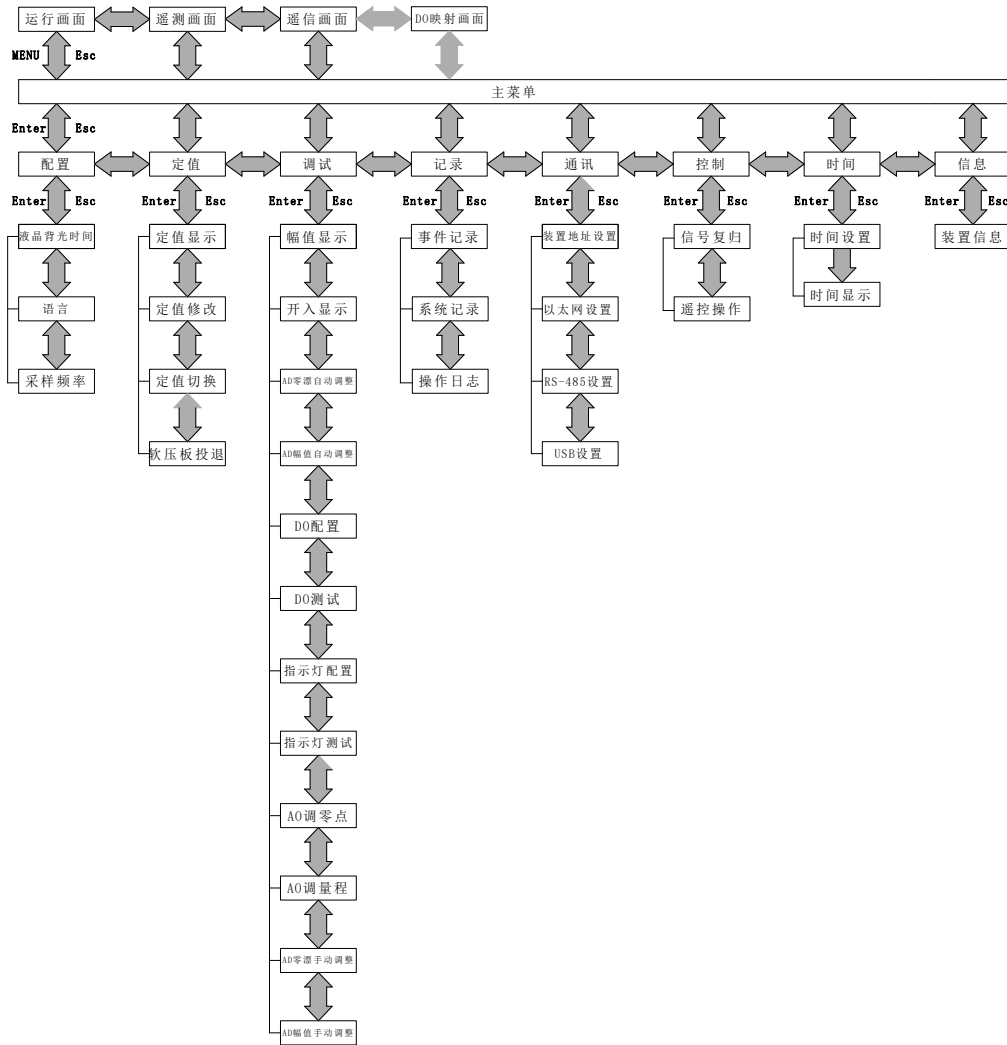 运行画面 遥测画面 遥信画面 DO映射画面
MENU Esc
主菜单
Enter Esc
配置 定值 调试 记录 通讯 控制 时间 信息
Enter Esc Enter Esc Enter Esc Enter Esc Enter Esc Enter Esc Enter Esc Enter Esc
液晶背光时间 定值显示 幅值显示 事件记录 装置地址设置 信号复归 时间设置 装置信息
时间显示
语言 定值修改 开入显示 系统记录 以太网设置 遥控操作
采样频率 定值切换 AD零漂自动调整 操作日志 RS-485设置
软压板投退 AD幅值自动调整 USB设置
DO配置
DO测试
指示灯配置
指示灯测试
AO调零点
AO调量程
AD零漂手动调整
AD幅值手动调整